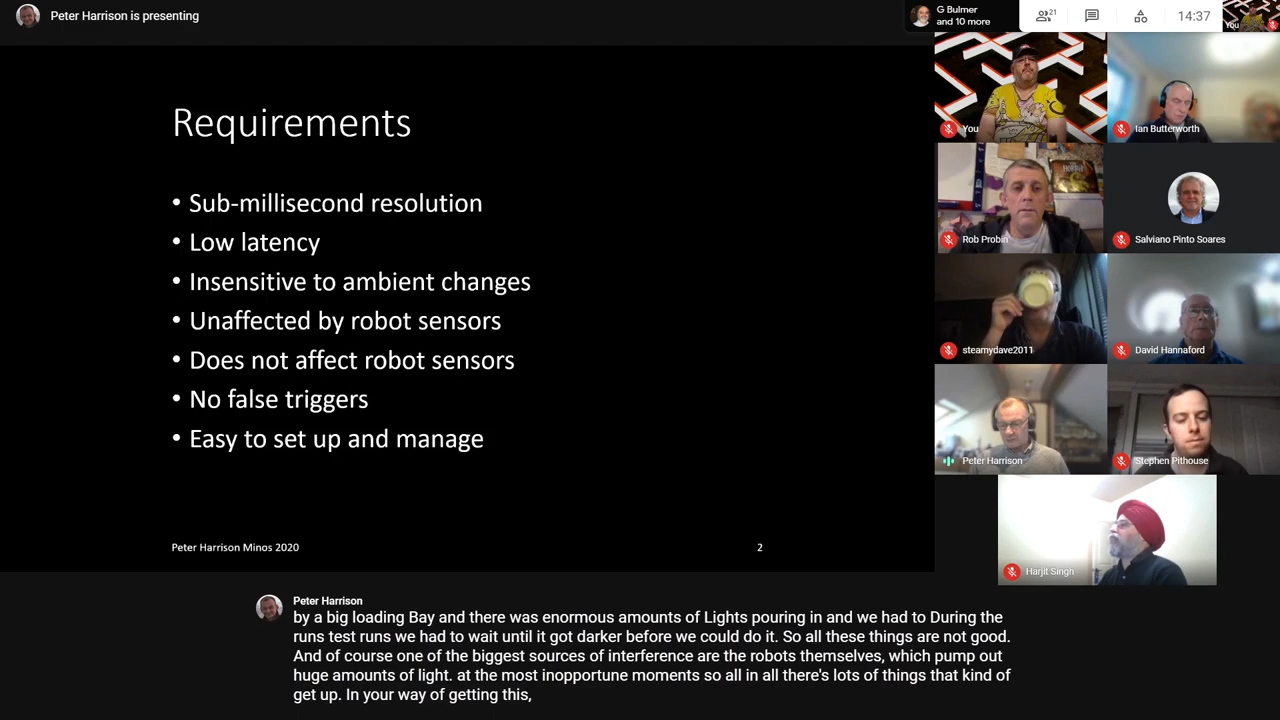 Peter Harrison is presenting
G Bulmer
and 10 more
21
14:37
You
Requirements
• Sub-millisecond resolution
• Low latency
• Insensitive to ambient changes
• Unaffected by robot sensors
• Does not affect robot sensors
• No false triggers
• Easy to set up and manage
Peter Harrison Minos 2020
2
You
Ian Butterworth
Rob Probin
Salviano Pinto Soares
steamydave2011
David Hannaford
Peter Harrison
Stephen Pithouse
Harjit Singh
Peter Harrison
by a big loading Bay and there was enormous amounts of Lights pouring in and we had to During the
runs test runs we had to wait until it got darker before we could do it. So all these things are not good.
And of course one of the biggest sources of interference are the robots themselves, which pump out
huge amounts of light. at the most inopportune moments so all in all there's lots of things that kind of
get up. In your way of getting this,